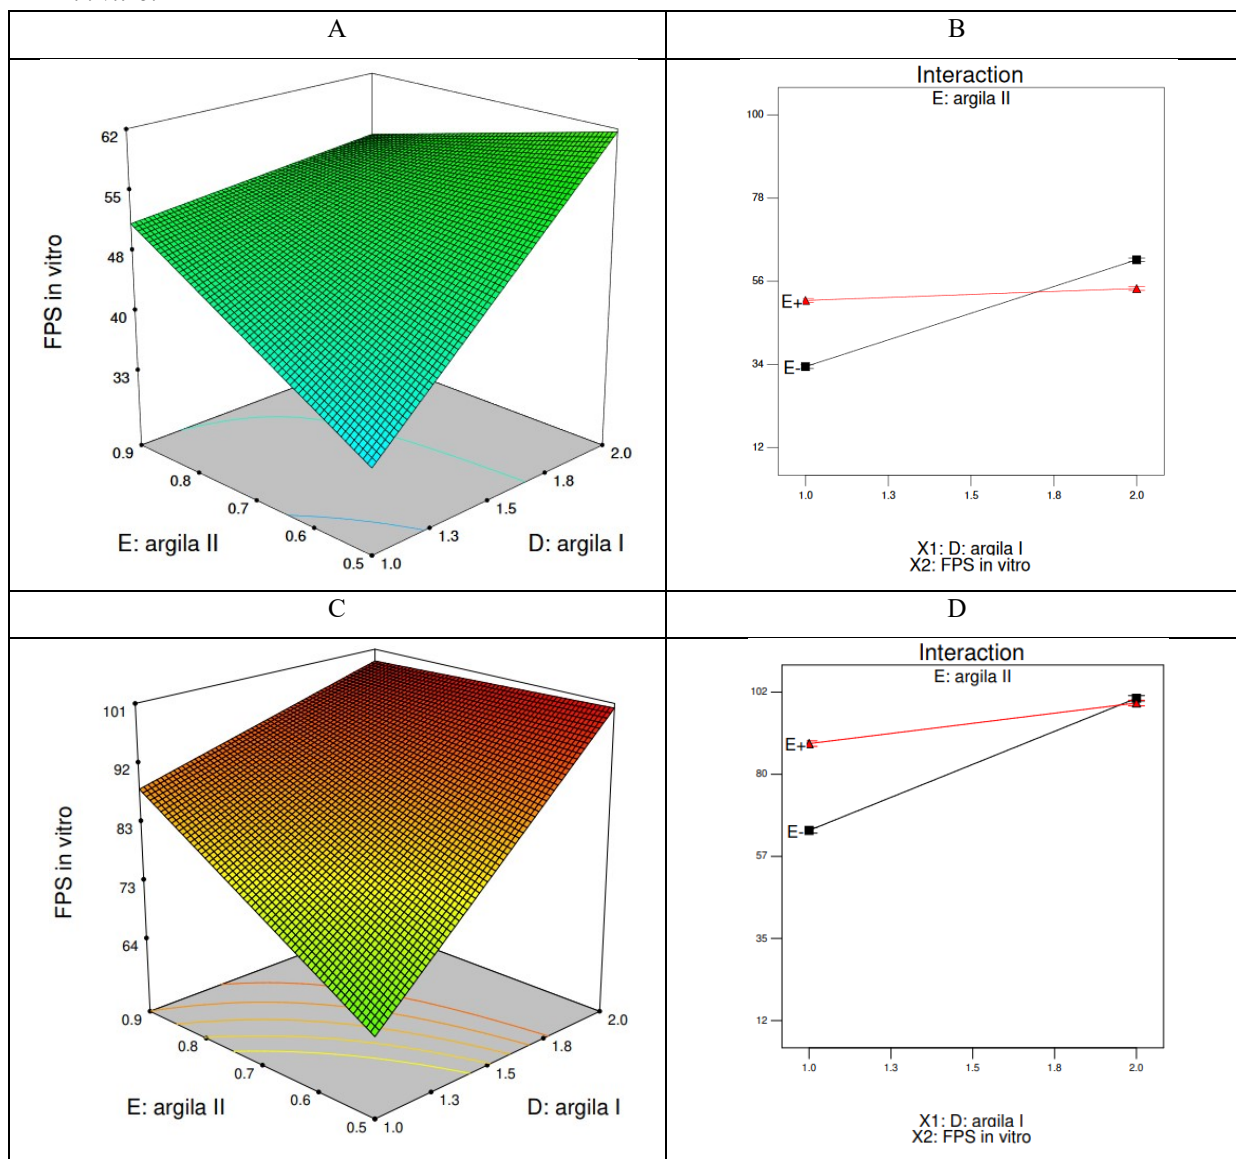 A
B
62
55
48
40
33
FPS in vitro
0.9
0.8
0.7
0.6
0.5
1.0
1.3
1.5
1.8
2.0
E: argila II
D: argila I
Interaction
E: argila II
100
78
56
34
12
E+
E-
1.0
1.3
1.5
1.8
2.0
X1: D: argila I
X2: FPS in vitro
C
D
101
92
83
73
64
FPS in vitro
0.9
0.8
0.7
0.6
0.5
1.0
1.3
1.5
1.8
2.0
E: argila II
D: argila I
Interaction
E: argila II
102
80
57
35
12
E+
E-
1.0
1.3
1.5
1.8
2.0
X1: D: argila I
X2: FPS in vitro